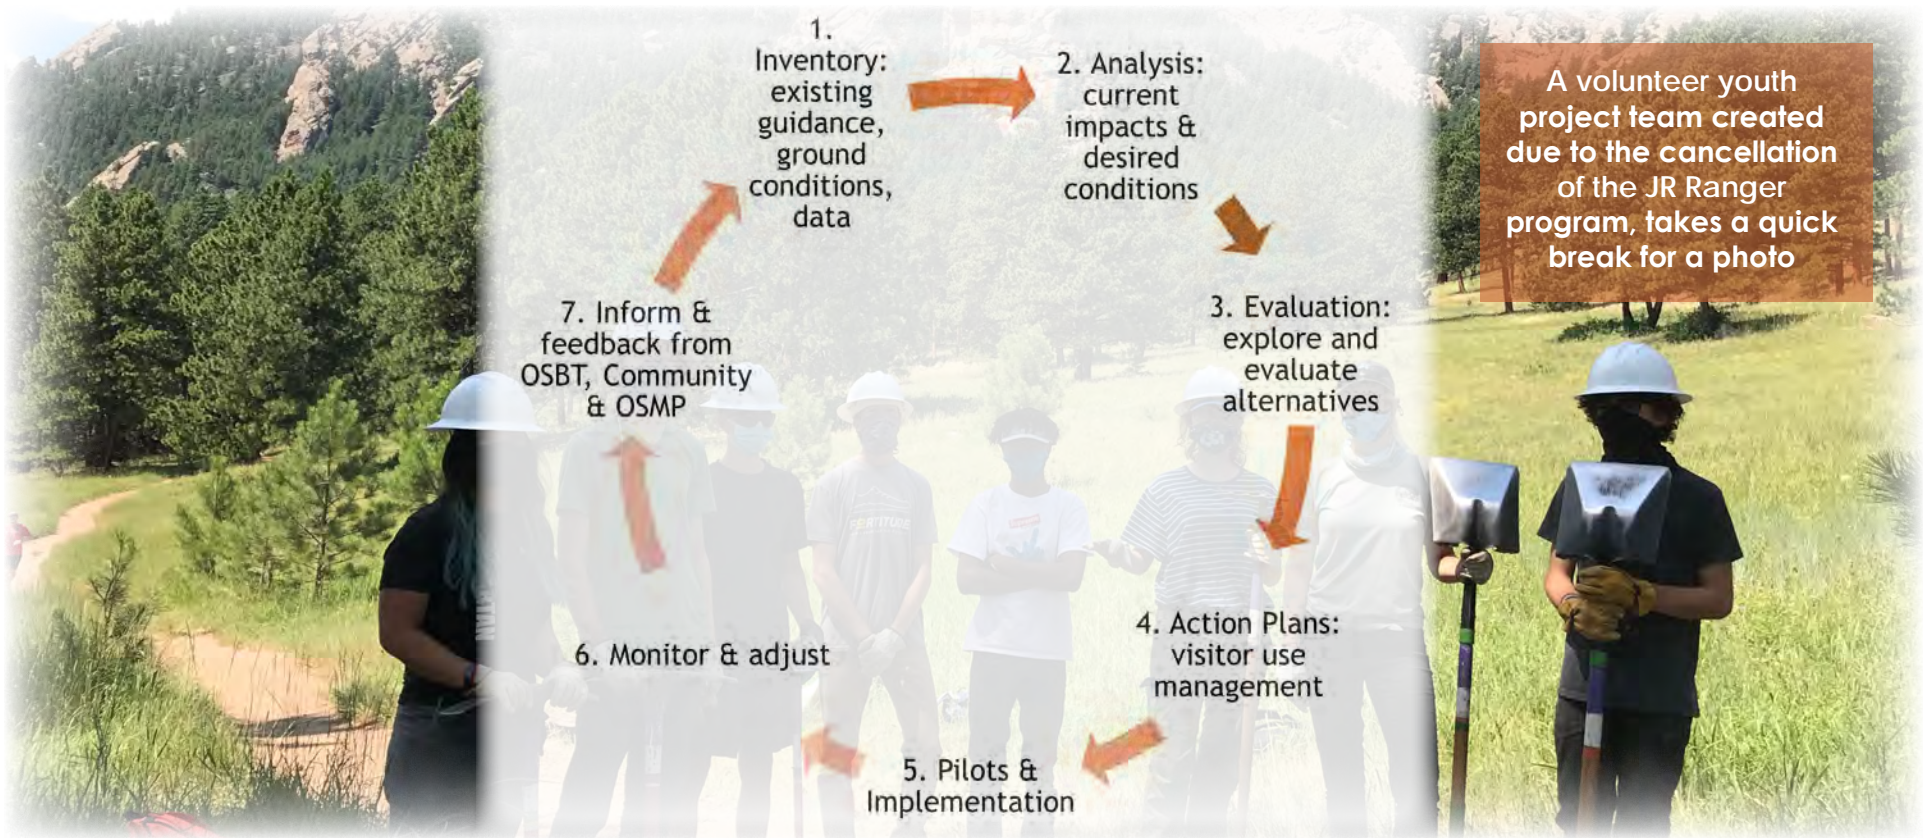 1.
Inventory:
existing
guidance,
ground
conditions,
data
2. Analysis:
current
impacts &
desired
conditions
3. Evaluation:
explore and
evaluate
alternatives
4. Action Plans:
visitor use
management
5. Pilots &
Implementation
6. Monitor & adjust
7. Inform &
feedback from
OSBT, Community
& OSMP
A volunteer youth
project team created
due to the cancellation
of the JR Ranger
program, takes a quick
break for a photo